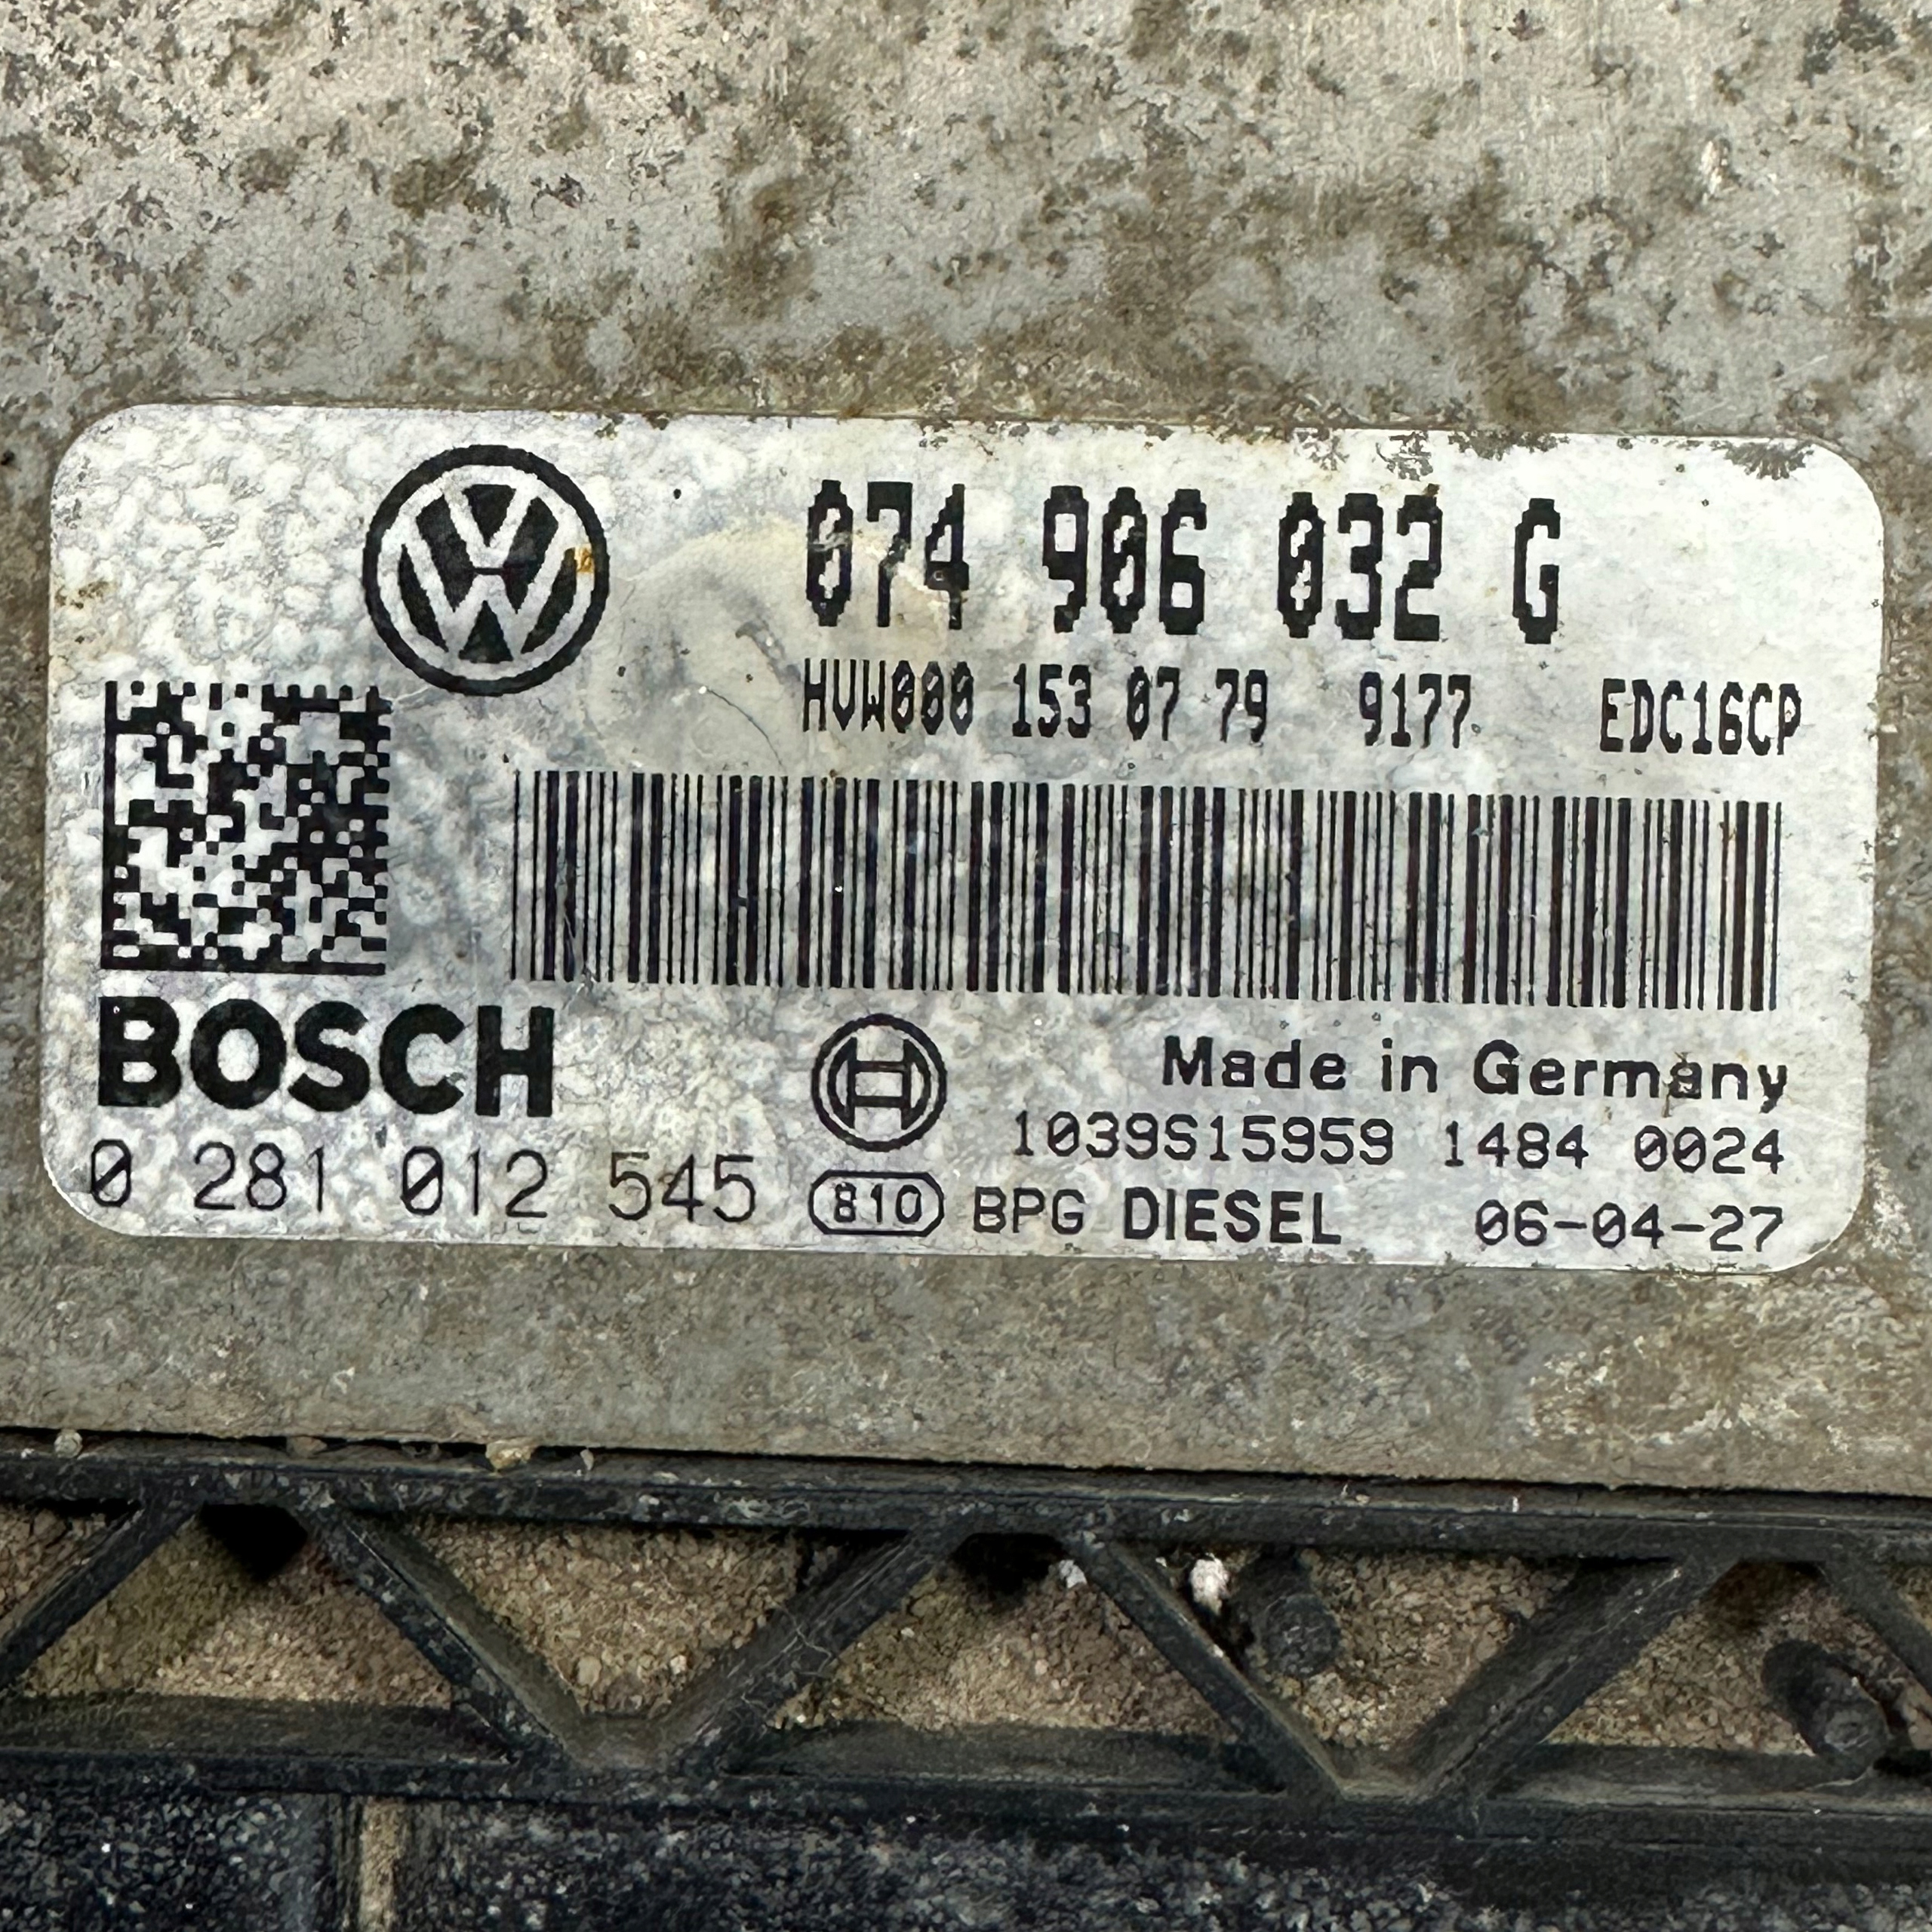 074 906 032 G
HVW000 153 07 79 9177 EDC16CP
BOSCH
Made in Germany
1039S15959 1484 0024
0 281 012 545 810 BPG DIESEL 06-04-27